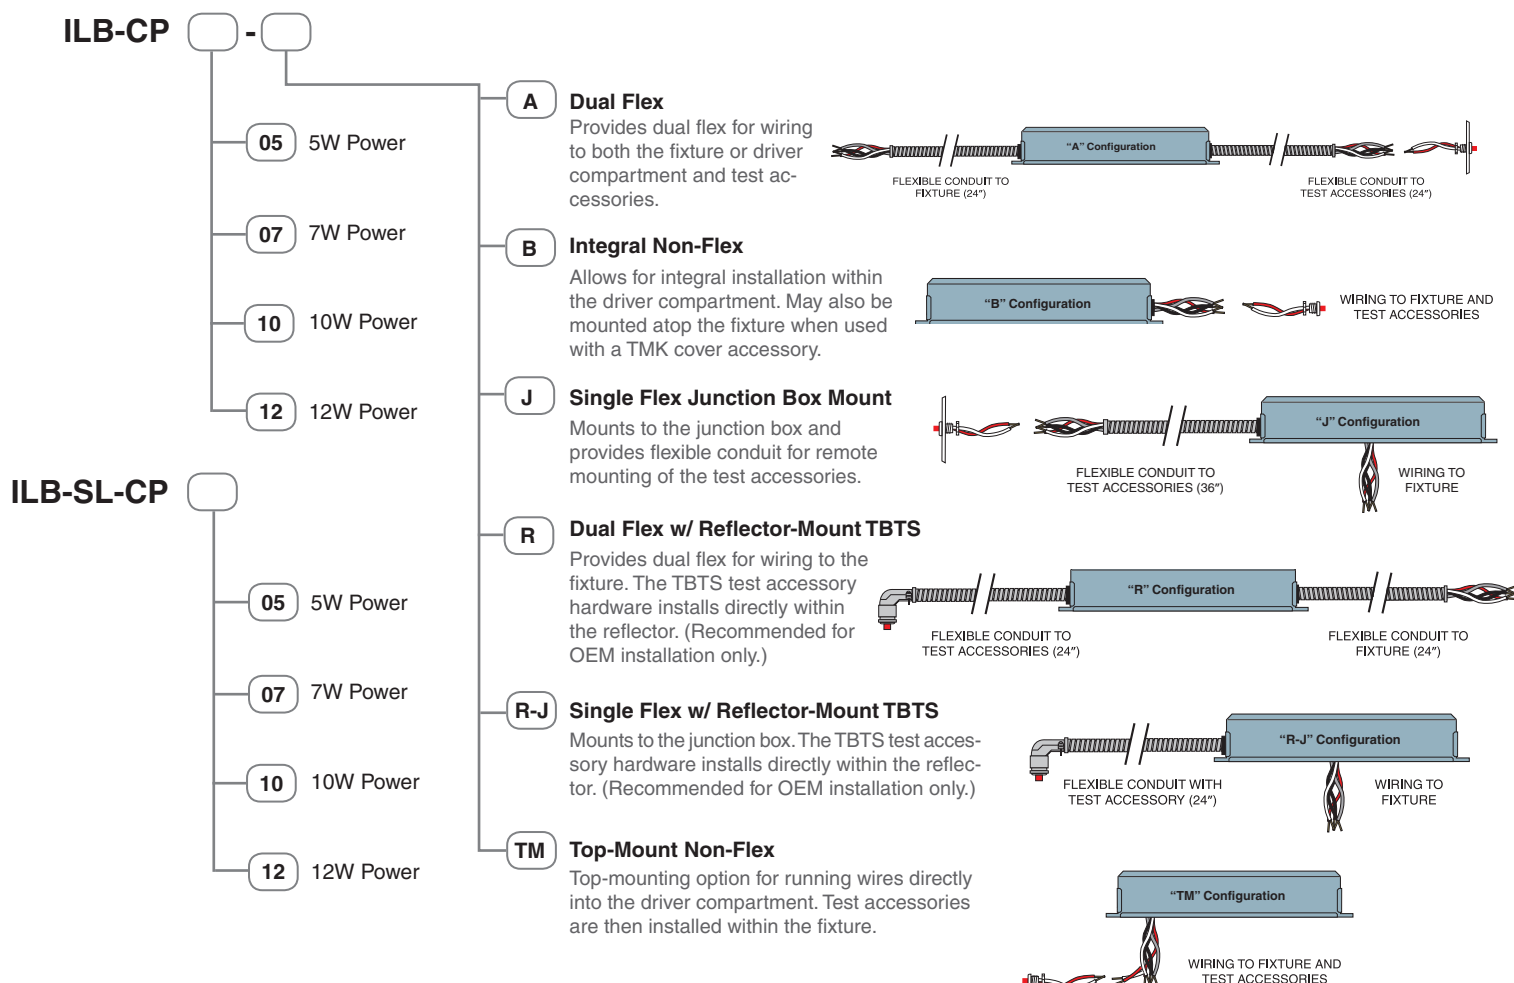 ILB-CP -
05 5W Power
07 7W Power
10 10W Power
12 12W Power
ILB-SL-CP
05 5W Power
07 7W Power
10 10W Power
12 12W Power
A Dual Flex
Provides dual flex for wiring
to both the fixture or driver
compartment and test ac-
cessories.
"A" Configuration
FLEXIBLE CONDUIT TO
FIXTURE (24")
FLEXIBLE CONDUIT TO
TEST ACCESSORIES (24")
B Integral Non-Flex
Allows for integral installation within
the driver compartment. May also be
mounted atop the fixture when used
with a TMK cover accessory.
"B" Configuration
WIRING TO FIXTURE AND
TEST ACCESSORIES
J Single Flex Junction Box Mount
Mounts to the junction box and
provides flexible conduit for remote
mounting of the test accessories.
"J" Configuration
FLEXIBLE CONDUIT TO
TEST ACCESSORIES (36")
WIRING TO
FIXTURE
R Dual Flex w/ Reflector-Mount TBTS
Provides dual flex for wiring to the
fixture. The TBTS test accessory
hardware installs directly within
the reflector. (Recommended for
OEM installation only.)
"R" Configuration
FLEXIBLE CONDUIT TO
TEST ACCESSORIES (24")
FLEXIBLE CONDUIT TO
FIXTURE (24")
R-J Single Flex w/ Reflector-Mount TBTS
Mounts to the junction box. The TBTS test acces-
sory hardware installs directly within the reflec-
tor. (Recommended for OEM installation only.)
"R-J" Configuration
FLEXIBLE CONDUIT WITH
TEST ACCESSORY (24")
WIRING TO
FIXTURE
TM Top-Mount Non-Flex
Top-mounting option for running wires directly
into the driver compartment. Test accessories
are then installed within the fixture.
"TM" Configuration
WIRING TO FIXTURE AND
TEST ACCESSORIES